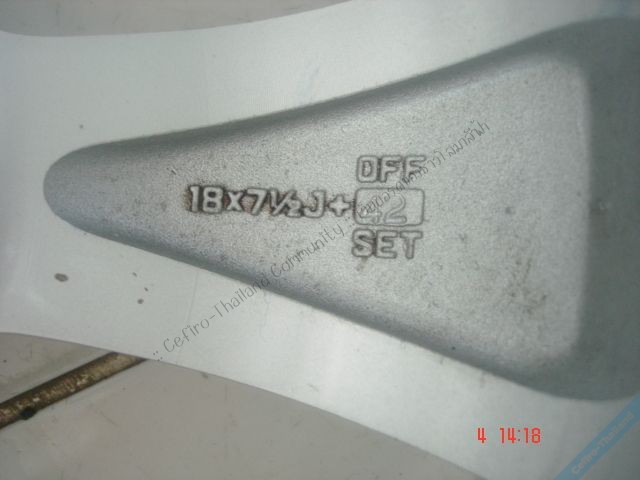 OFF
18x7½J+42
SET
:: Cefiro-Thailand Community
4 14:18